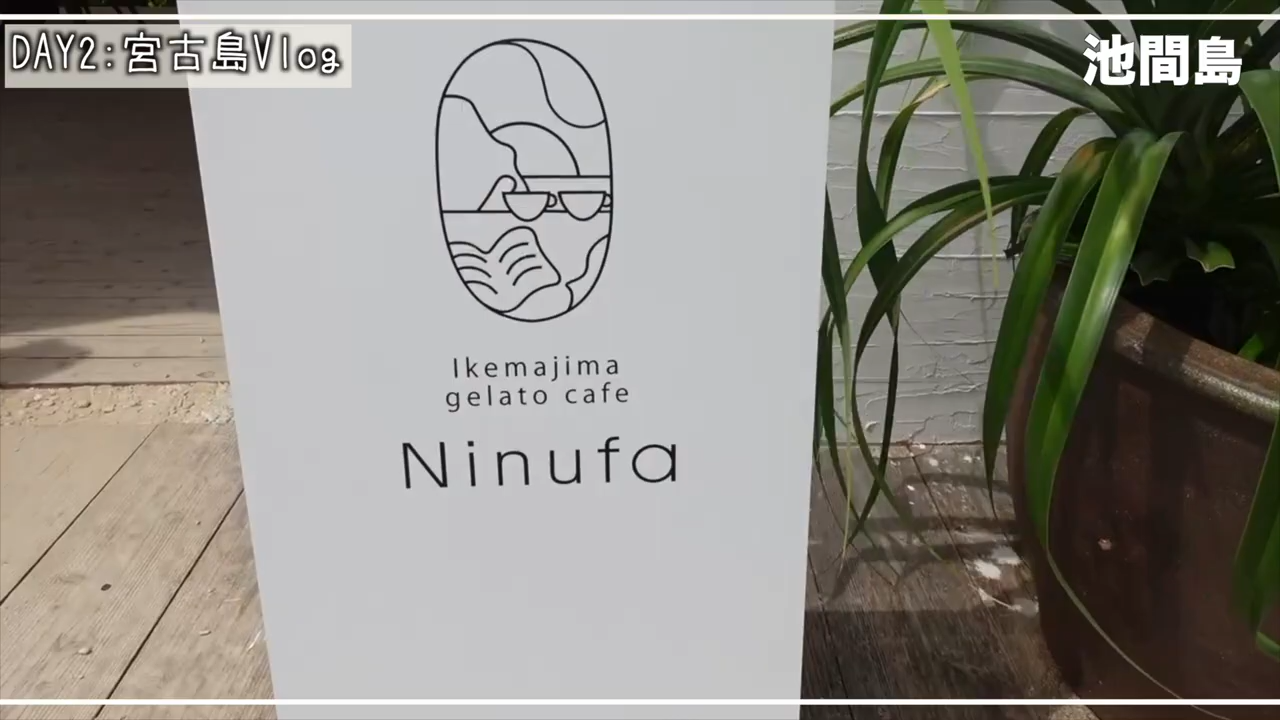 DAY2:宮古島Vlog
池間島
Ikemajima
gelato cafe
Ninufa